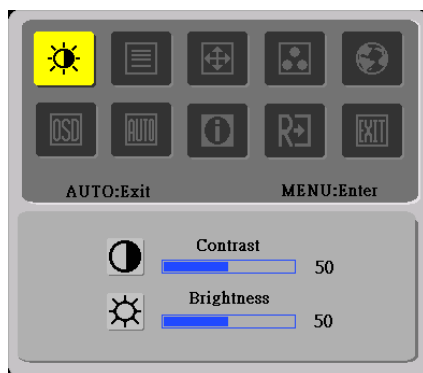 OSD AUTO R EXIT
AUTO:Exit MENU:Enter
Contrast
50
Brightness
50